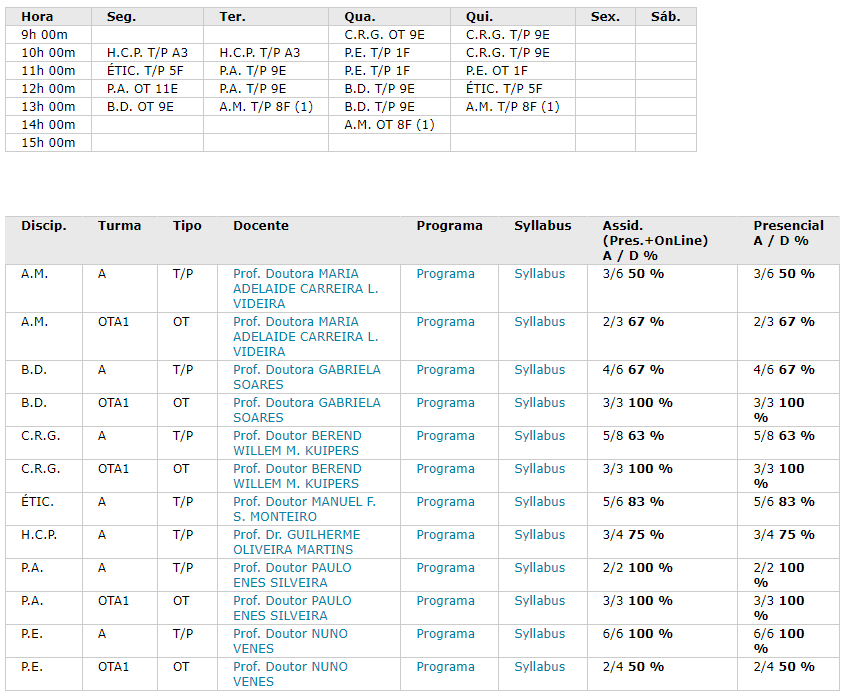 Hora Seg. Ter. Qua. Qui. Sex. Sáb.
9h 00m C.R.G. OT 9E C.R.G. T/P 9E
10h 00m H.C.P. T/P A3 H.C.P. T/P A3 P.E. T/P 1F C.R.G. T/P 9E
11h 00m ÉTIC. T/P 5F P.A. T/P 9E P.E. T/P 1F P.E. OT 1F
12h 00m P.A. OT 11E P.A. T/P 9E B.D. T/P 9E ÉTIC. T/P 5F
13h 00m B.D. OT 9E A.M. T/P 8F (1) B.D. T/P 9E A.M. T/P 8F (1)
14h 00m A.M. OT 8F (1)
15h 00m
Discip. Turma Tipo Docente Programa Syllabus Assid. Presencial
(Pres.+OnLine) A / D %
A / D %
A.M. A T/P Prof. Doutora MARIA Programa Syllabus 3/6 50 % 3/6 50 %
ADELAIDE CARREIRA L.
VIDEIRA
A.M. OTA1 OT Prof. Doutora MARIA Programa Syllabus 2/3 67 % 2/3 67 %
ADELAIDE CARREIRA L.
VIDEIRA
B.D. A T/P Prof. Doutora GABRIELA Programa Syllabus 4/6 67 % 4/6 67 %
SOARES
B.D. OTA1 OT Prof. Doutora GABRIELA Programa Syllabus 3/3 100 % 3/3 100
SOARES %
C.R.G. A T/P Prof. Doutor BEREND Programa Syllabus 5/8 63 % 5/8 63 %
WILLEM M. KUIPERS
C.R.G. OTA1 OT Prof. Doutor BEREND Programa Syllabus 3/3 100 % 3/3 100
WILLEM M. KUIPERS %
ÉTIC. A T/P Prof. Doutor MANUEL F. Programa Syllabus 5/6 83 % 5/6 83 %
S. MONTEIRO
H.C.P. A T/P Prof. Dr. GUILHERME Programa Syllabus 3/4 75 % 3/4 75 %
OLIVEIRA MARTINS
P.A. A T/P Prof. Doutor PAULO Programa Syllabus 2/2 100 % 2/2 100
ENES SILVEIRA %
P.A. OTA1 OT Prof. Doutor PAULO Programa Syllabus 3/3 100 % 3/3 100
ENES SILVEIRA %
P.E. A T/P Prof. Doutor NUNO Programa Syllabus 6/6 100 % 6/6 100
VENES %
P.E. OTA1 OT Prof. Doutor NUNO Programa Syllabus 2/4 50 % 2/4 50 %
VENES